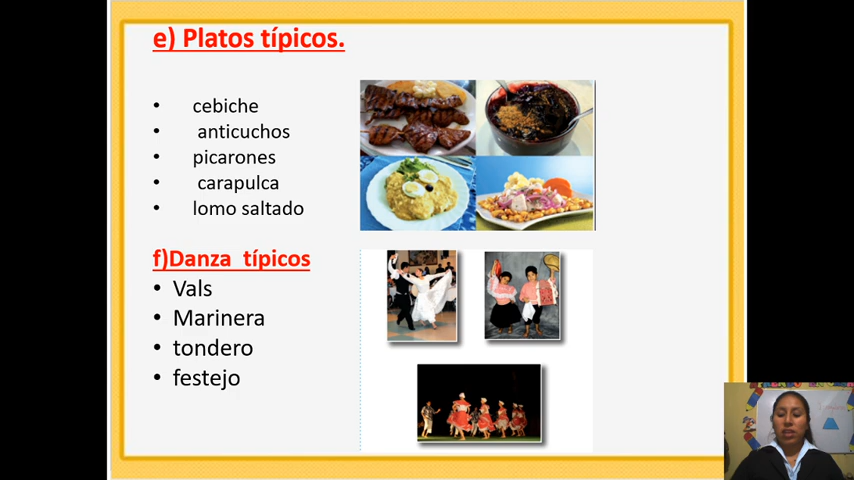 e) Platos típicos.
• cebiche
• anticuchos
• picarones
• carapulca
• lomo saltado
f)Danza típicos
• Vals
• Marinera
• tondero
• festejo